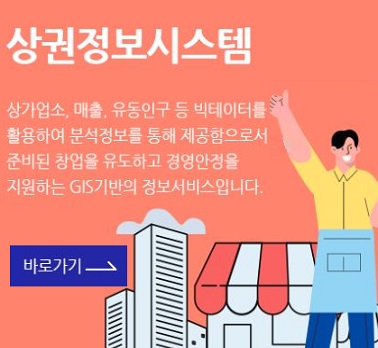 상권정보시스템
상가업소, 매출, 유동인구 등 빅테이터를
활용하여 분석정보를 통해 제공함으로서
준비된 창업을 유도하고 경영안정을
지원하는 GIS기반의 정보서비스입니다.
바로가기